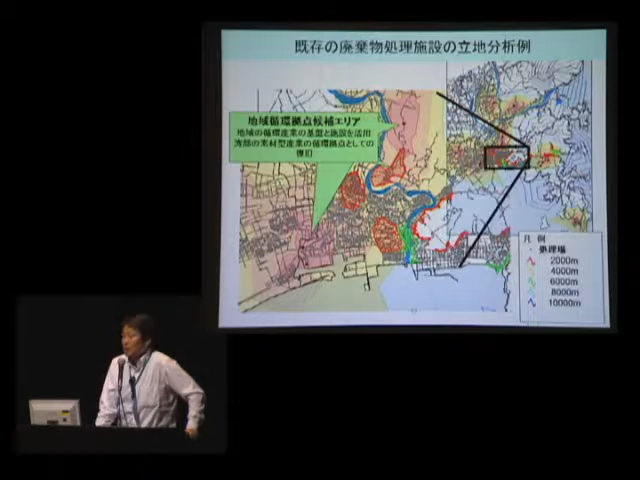 既存の廃棄物処理施設の立地分析例
地域循環拠点候補エリア
地域の循環産業の基盤と施設を活用
湾部の素材型産業の循環拠点としての
復旧
凡例
処理場
2000m
4000m
6000m
8000m
10000m